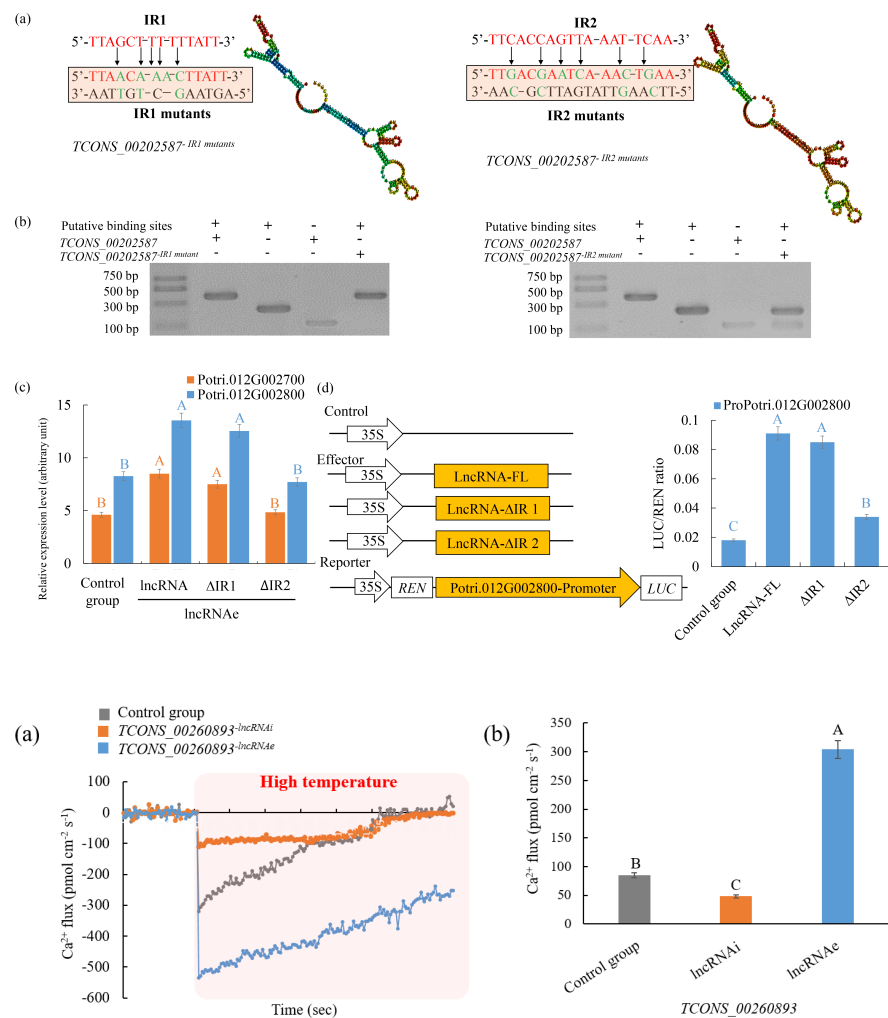 (a)
IR1
5'-TTAGCT-TT-TTTATT-3'
5'-TTAACA-AA-CTTATT-3'
3'-AATTGT-C-GAATGA-5'
IR1 mutants
TCONS_00202587-IR1 mutants
IR2
5'-TTCACCAGTTA-AAT-TCAA-3'
5'-TTGACGAATCA-AAC-TGAA-3'
3'-AAC-GCTTAGTATTGAACTT-5'
IR2 mutants
TCONS_00202587-IR2 mutants
(b)
Putative binding sites + + - +
TCONS_00202587 + - + -
TCONS_00202587-IR1 mutant - - - +
750 bp
500 bp
300 bp
100 bp
Putative binding sites + + - +
TCONS_00202587 + - + -
TCONS_00202587-IR2 mutant - - - +
750 bp
500 bp
300 bp
100 bp
(c)
Potri.012G002700
Potri.012G002800
Relative expression level (arbitrary unit)
15
10
5
0
B B A A A A B B
Control group
lncRNA
ΔIR1
ΔIR2
lncRNAe
(d)
Control
35S
Effector
35S LncRNA-FL
35S LncRNA-ΔIR 1
35S LncRNA-ΔIR 2
Reporter
35S REN Potri.012G002800-Promoter LUC
ProPotri.012G002800
LUC/REN ratio
0.1
0.08
0.06
0.04
0.02
0
C A A B
Control group
LncRNA-FL
ΔIR1
ΔIR2
(a)
Control group
TCONS_00260893-lncRNAi
TCONS_00260893-lncRNAe
High temperature
Ca²⁺ flux (pmol cm⁻² s⁻¹)
100
0
-100
-200
-300
-400
-500
-600
Time (sec)
(b)
Ca²⁺ flux (pmol cm⁻² s⁻¹)
350
300
250
200
150
100
50
0
B C A
Control group
lncRNAi
lncRNAe
TCONS_00260893